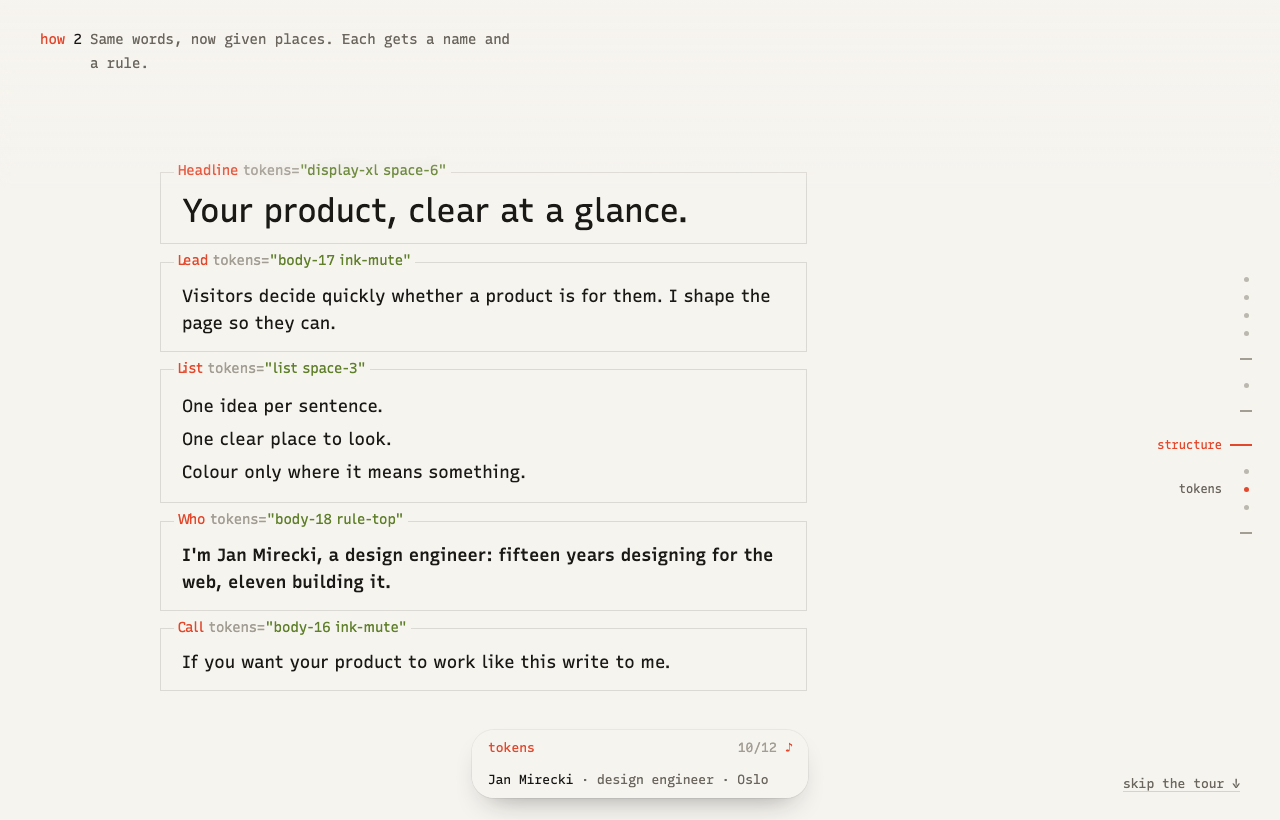 how 2 Same words, now given places. Each gets a name and
a rule.
Headline tokens="display-xl space-6"
Your product, clear at a glance.
Lead tokens="body-17 ink-mute"
Visitors decide quickly whether a product is for them. I shape the
page so they can.
List tokens="list space-3"
One idea per sentence.
One clear place to look.
Colour only where it means something.
structure
tokens
Who tokens="body-18 rule-top"
I'm Jan Mirecki, a design engineer: fifteen years designing for the
web, eleven building it.
Call tokens="body-16 ink-mute"
If you want your product to work like this write to me.
tokens 10/12 ♪
Jan Mirecki · design engineer · Oslo
skip the tour ↓